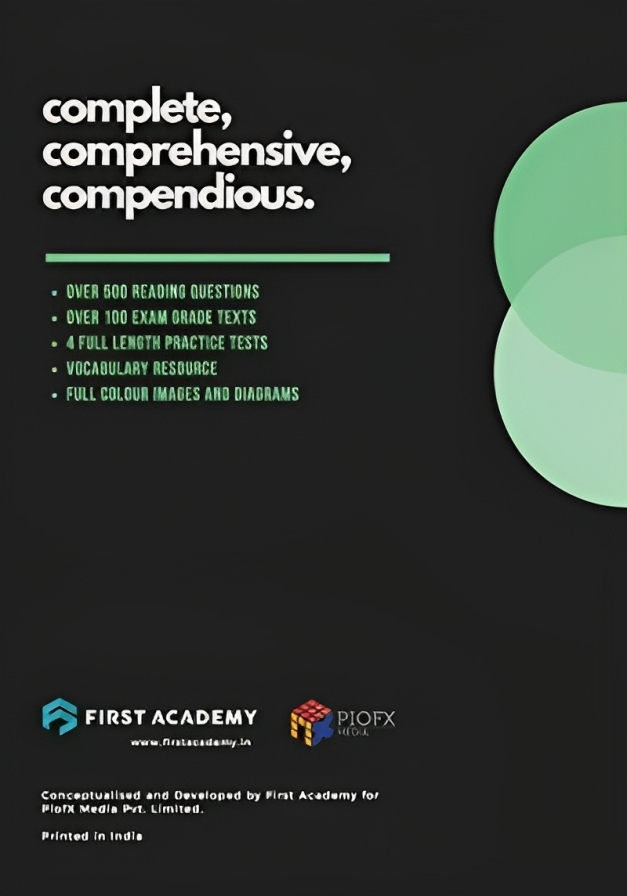 complete,
comprehensive,
compendious.
• OVER 500 READING QUESTIONS
• OVER 100 EXAM GRADE TEXTS
• 4 FULL LENGTH PRACTICE TESTS
• VOCABULARY RESOURCE
• FULL COLOUR IMAGES AND DIAGRAMS
FIRST ACADEMY
www.firstacademy.in
PIOFX
MEDIA
Conceptualised and Developed by First Academy for
PiofX Media Pvt. Limited.
Printed in India